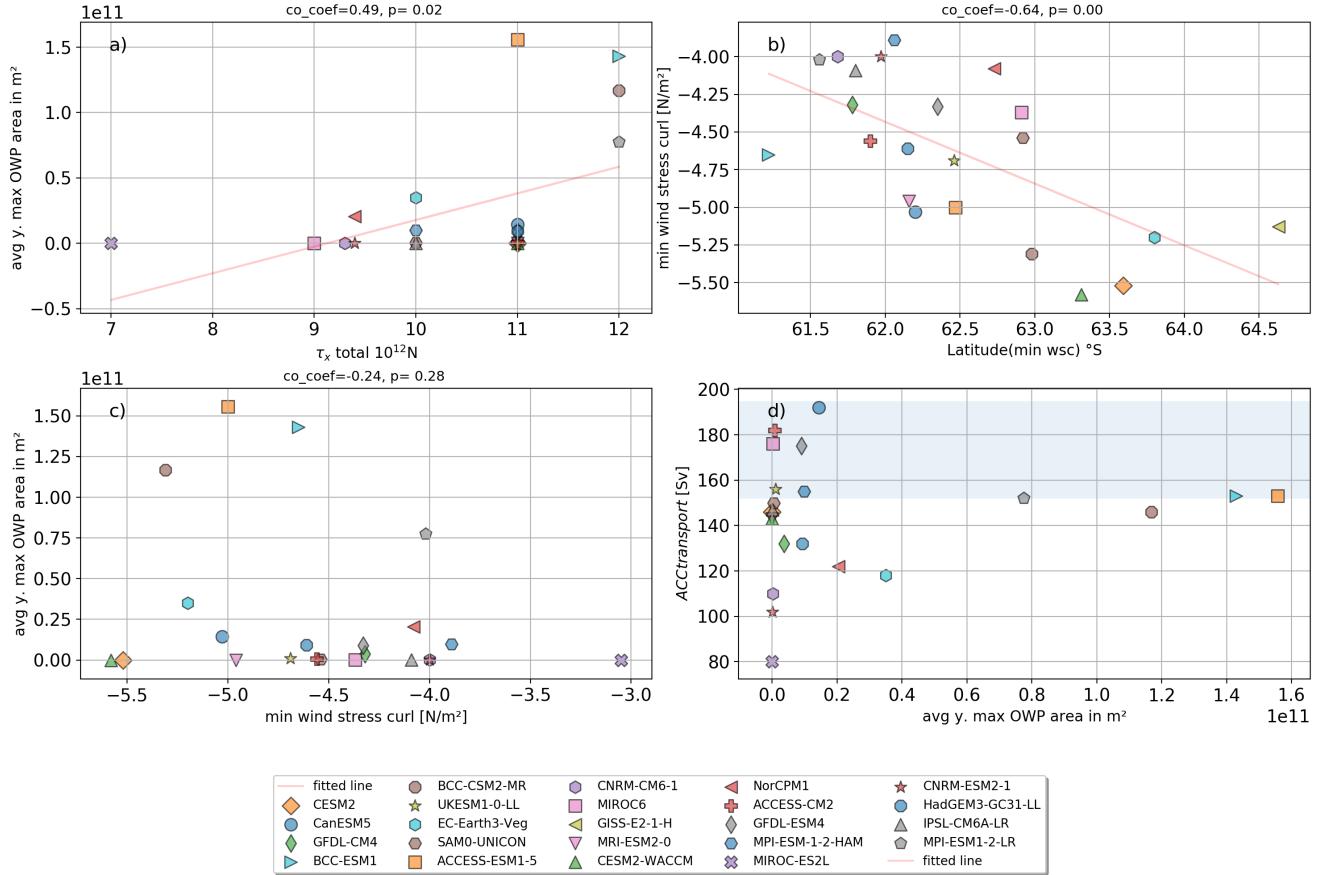 co_coef=0.49, p= 0.02
1e11
a)
avg y. max OWP area in m²
1.5
1.0
0.5
0.0
−0.5
7 8 9 10 11 12
τx total 10¹²N
co_coef=-0.64, p= 0.00
b)
min wind stress curl [N/m²]
−4.00
−4.25
−4.50
−4.75
−5.00
−5.25
−5.50
61.5 62.0 62.5 63.0 63.5 64.0 64.5
Latitude(min wsc) °S
co_coef=-0.24, p= 0.28
1e11
c)
avg y. max OWP area in m²
1.50
1.25
1.00
0.75
0.50
0.25
0.00
−5.5 −5.0 −4.5 −4.0 −3.5 −3.0
min wind stress curl [N/m²]
d)
ACCtransport [Sv]
200
180
160
140
120
100
80
0.0 0.2 0.4 0.6 0.8 1.0 1.2 1.4 1.6
avg y. max OWP area in m²
1e11
fitted line
CESM2
CanESM5
GFDL-CM4
BCC-ESM1
BCC-CSM2-MR
UKESM1-0-LL
EC-Earth3-Veg
SAM0-UNICON
ACCESS-ESM1-5
CNRM-CM6-1
MIROC6
GISS-E2-1-H
MRI-ESM2-0
CESM2-WACCM
NorCPM1
ACCESS-CM2
GFDL-ESM4
MPI-ESM-1-2-HAM
MIROC-ES2L
CNRM-ESM2-1
HadGEM3-GC31-LL
IPSL-CM6A-LR
MPI-ESM1-2-LR
fitted line